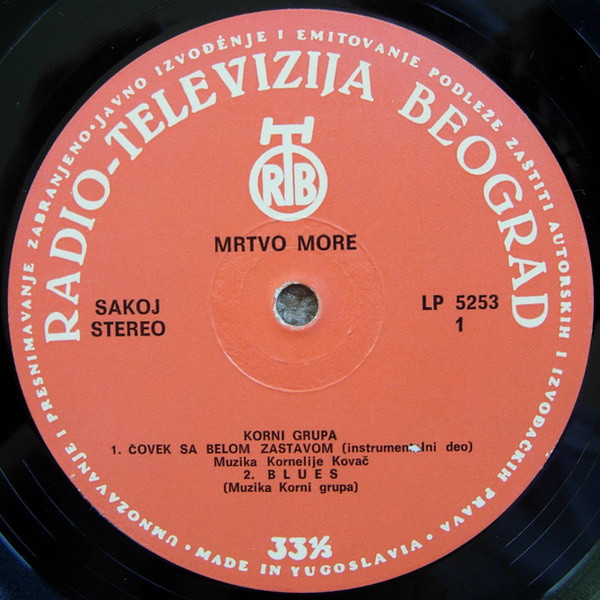 UMNOŽAVANJE I PRESNIMAVANJE ZABRANJENO•JAVNO IZVOĐENJE I EMITOVANJE PODLEŽE ZAŠTITI AUTORSKIH I IZVOĐAČKIH PRAVA • MADE IN YUGOSLAVIA •
RADIO-TELEVIZIJA BEOGRAD
RTB
MRTVO MORE
SAKOJ
STEREO
LP 5253
1
KORNI GRUPA
1. ČOVEK SA BELOM ZASTAVOM (instrumentalni deo)
Muzika Kornelije Kovač
2. B L U E S
(Muzika Korni grupa)
33⅓